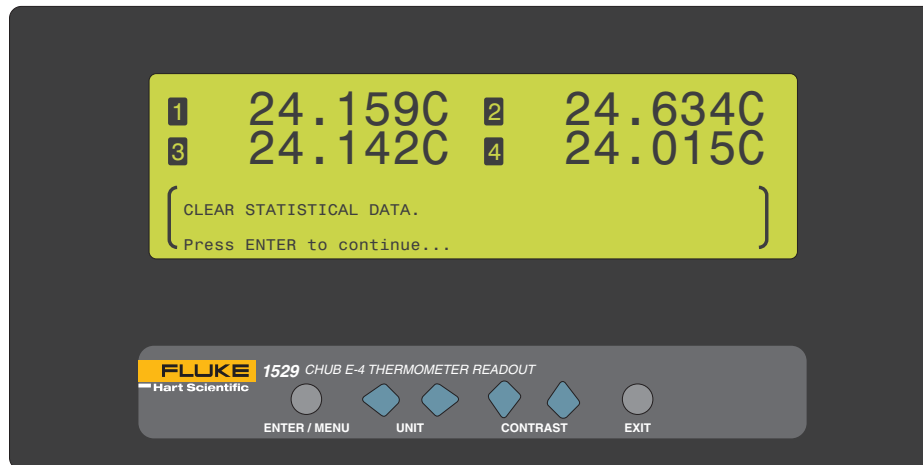 1 24.159C 2 24.634C
3 24.142C 4 24.015C
CLEAR STATISTICAL DATA.
Press ENTER to continue...
FLUKE 1529 CHUB E-4 THERMOMETER READOUT
Hart Scientific
ENTER / MENU UNIT CONTRAST EXIT